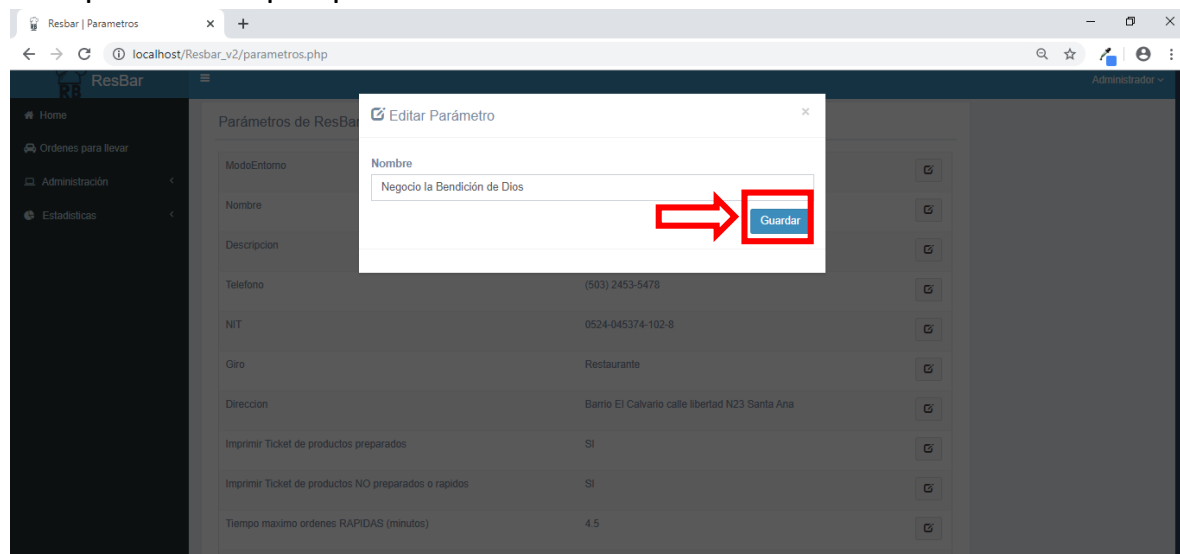 Resbar | Parametros
localhost/Resbar_v2/parametros.php
RB
ResBar
Administrador
Home
Ordenes para llevar
Administración
Estadisticas
Parámetros de ResBar
Editar Parámetro
Nombre
Negocio la Bendición de Dios
Guardar
ModoEntorno
Nombre
Descripcion
Telefono (503) 2453-5478
NIT 0524-045374-102-8
Giro Restaurante
Direccion Barrio El Calvario calle libertad N23 Santa Ana
Imprimir Ticket de productos preparados SI
Imprimir Ticket de productos NO preparados o rapidos SI
Tiempo maximo ordenes RAPIDAS (minutos) 4.5